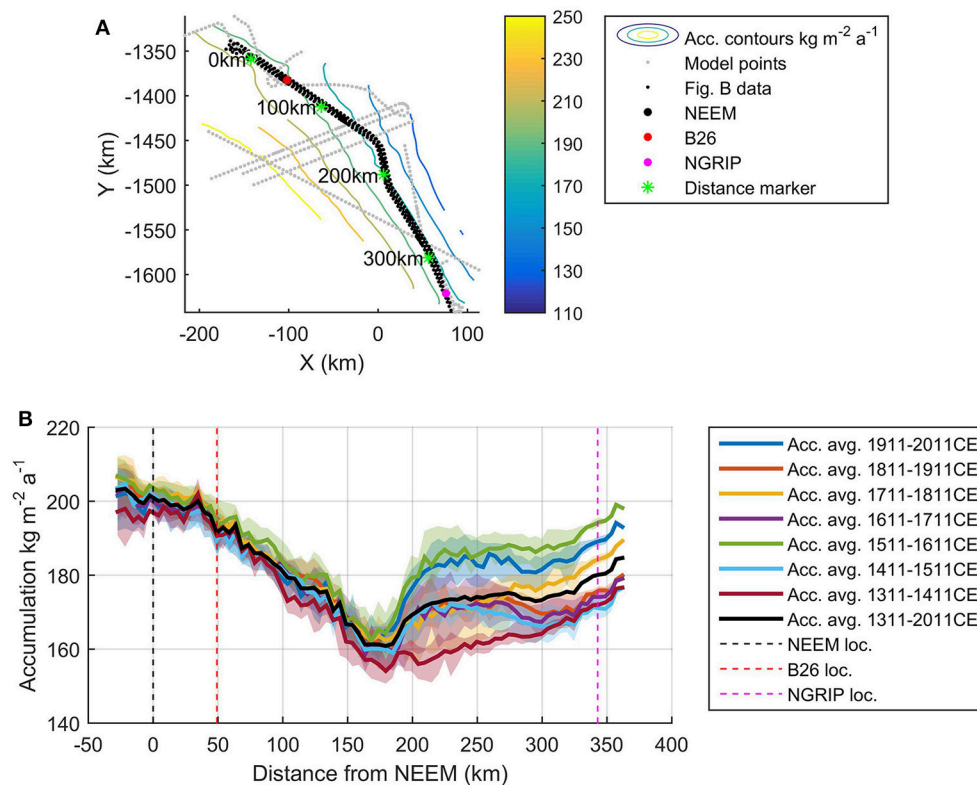 A
Y (km)
-1350
-1400
-1450
-1500
-1550
-1600
0km
100km
200km
300km
-200
-100
0
100
X (km)
250
230
210
190
170
150
130
110
Acc. contours kg m⁻² a⁻¹
Model points
Fig. B data
NEEM
B26
NGRIP
Distance marker
B
Accumulation kg m⁻² a⁻¹
220
200
180
160
140
-50
0
50
100
150
200
250
300
350
400
Distance from NEEM (km)
Acc. avg. 1911-2011CE
Acc. avg. 1811-1911CE
Acc. avg. 1711-1811CE
Acc. avg. 1611-1711CE
Acc. avg. 1511-1611CE
Acc. avg. 1411-1511CE
Acc. avg. 1311-1411CE
Acc. avg. 1311-2011CE
NEEM loc.
B26 loc.
NGRIP loc.